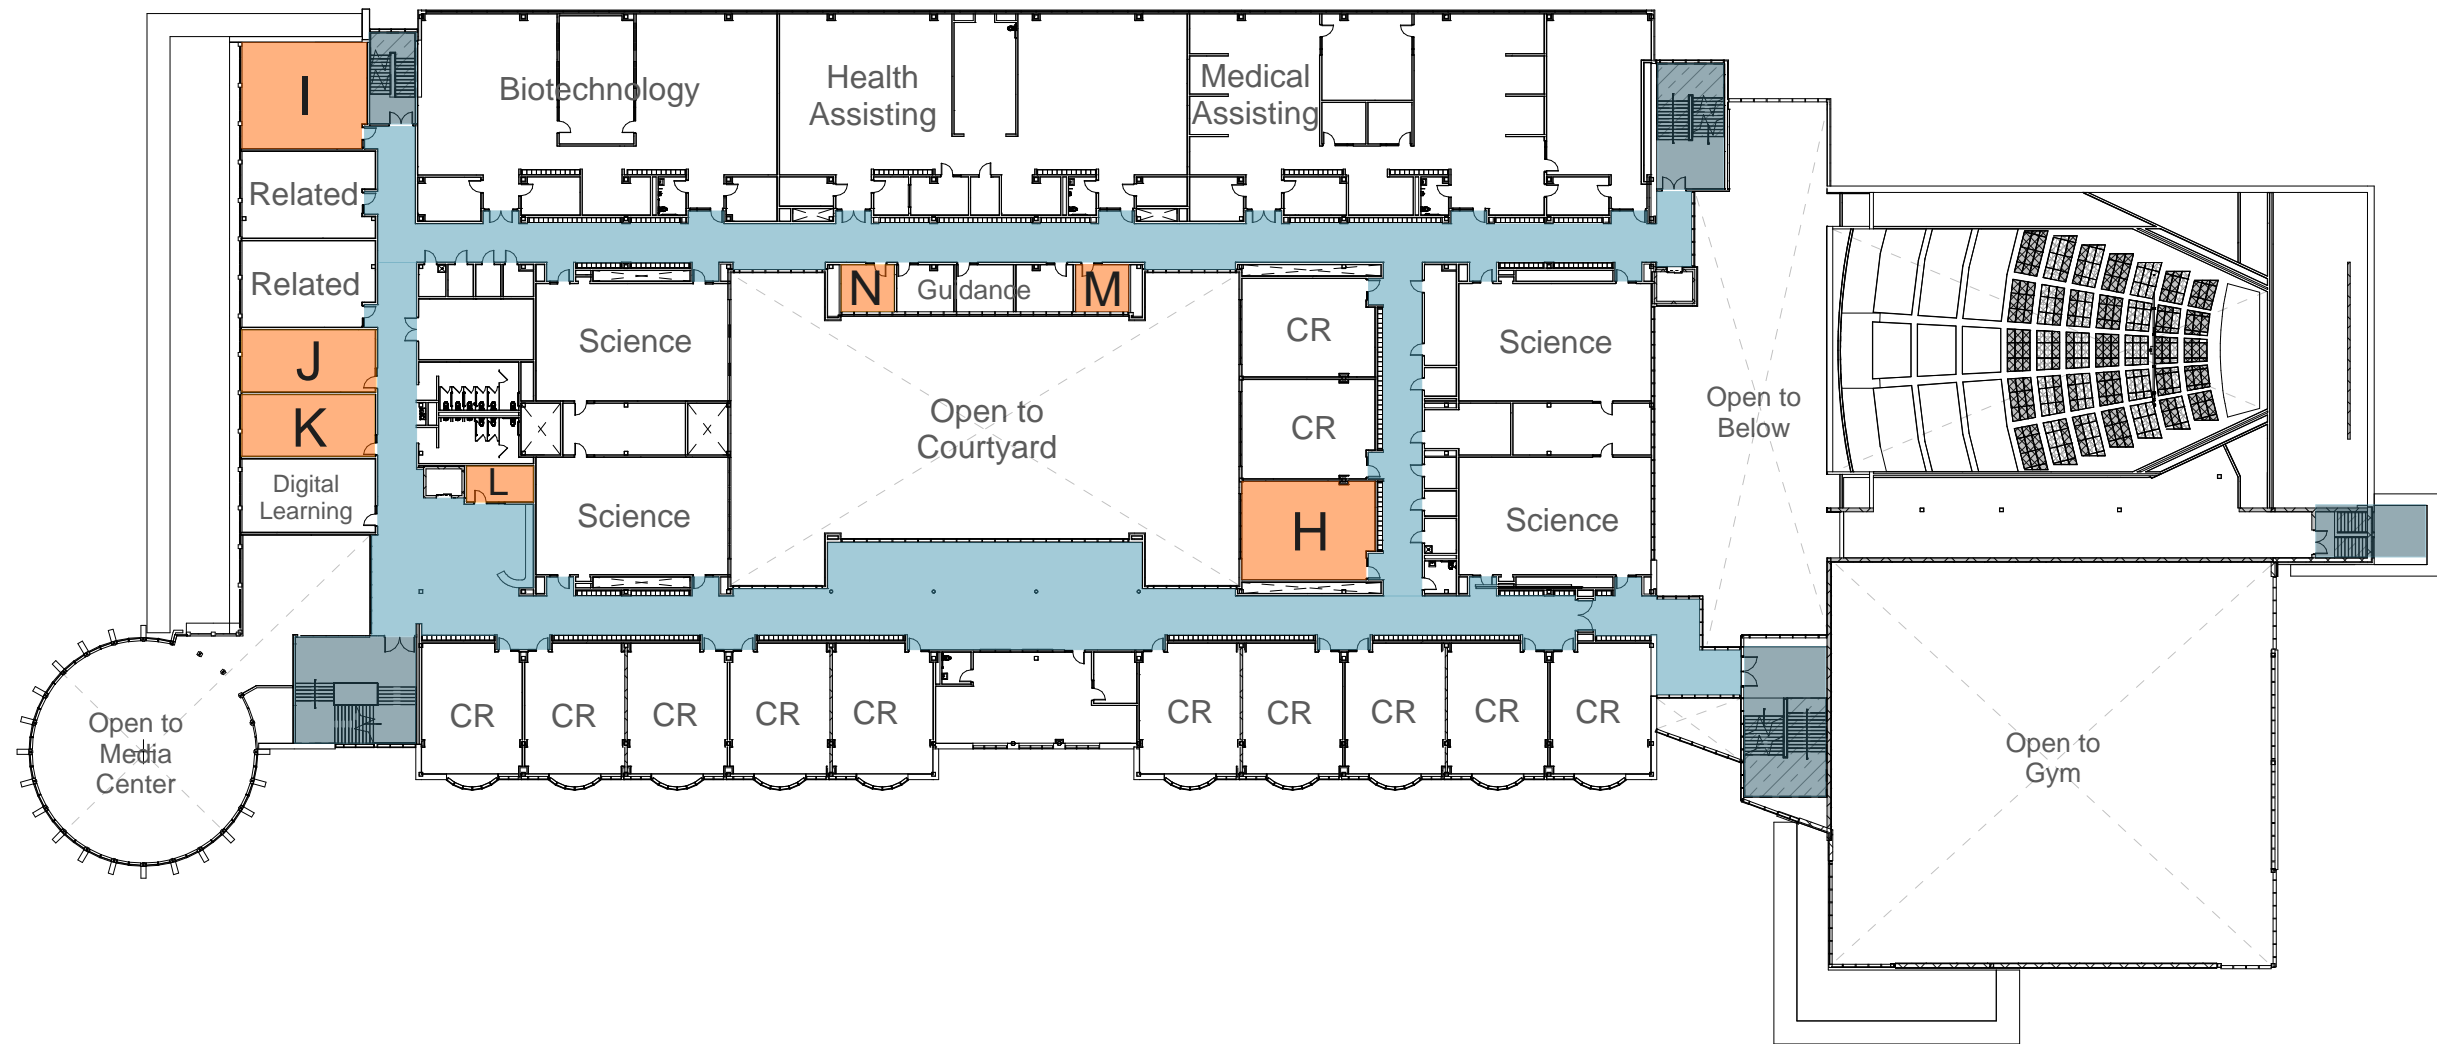 I
Biotechnology
Health
Assisting
Medical
Assisting
Related
Related
N
Guidance
M
J
Science
CR
Science
K
Open to
Courtyard
CR
Open to
Below
Digital
Learning
L
Science
H
Science
CR
CR
CR
CR
CR
CR
CR
CR
CR
CR
Open to
Media
Center
Open to
Gym